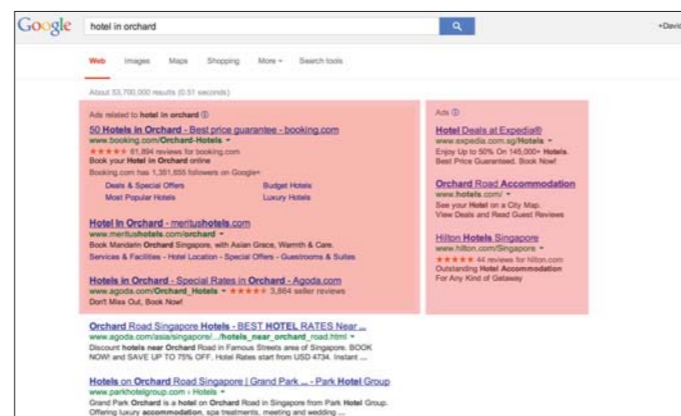 Google
hotel in orchard
+David
Web Images Maps Shopping More Search tools
About 53,700,000 results (0.51 seconds)
Ads related to hotel in orchard
50 Hotels in Orchard - Best price guarantee - booking.com
www.booking.com/Orchard-Hotels
61,894 reviews for booking.com
Book your Hotel in Orchard online
Booking.com has 1,351,655 followers on Google+
Deals & Special Offers Budget Hotels
Most Popular Hotels Luxury Hotels
Hotel in Orchard - meritushotels.com
www.meritushotels.com/orchard
Book Mandarin Orchard Singapore, with Asian Grace, Warmth & Care.
Services & Facilities - Hotel Location - Special Offers - Guestrooms & Suites
Hotels in Orchard - Special Rates in Orchard - Agoda.com
www.agoda.com/Orchard_Hotels ★★★★★ 3,864 seller reviews
Don't Miss Out, Book Now!
Orchard Road Singapore Hotels - BEST HOTEL RATES Near ...
www.agoda.com/asia/singapore/.../hotels_near_orchard_road.html
Discount hotels near Orchard Road in Famous Streets area of Singapore. BOOK
NOW! and SAVE UP TO 75% OFF. Hotel Rates start from USD 4734. Instant ...
Hotels on Orchard Road Singapore | Grand Park ... - Park Hotel Group
www.parkhotelgroup.com › Hotels
Grand Park Orchard is a hotel on Orchard Road in Singapore from Park Hotel Group.
Offering luxury accommodation, spa treatments, meeting and wedding ...
Ads
Hotel Deals at Expedia®
www.expedia.com.sg/Hotels
Enjoy Up to 50% On 145,000+ Hotels.
Best Price Guaranteed. Book Now!
Orchard Road Accommodation
www.hotels.com/
See your Hotel on a City Map.
View Deals and Read Guest Reviews
Hilton Hotels Singapore
www.hilton.com/Singapore
★★★★★ 44 reviews for hilton.com
Outstanding Hotel Accommodation
For Any Kind of Getaway